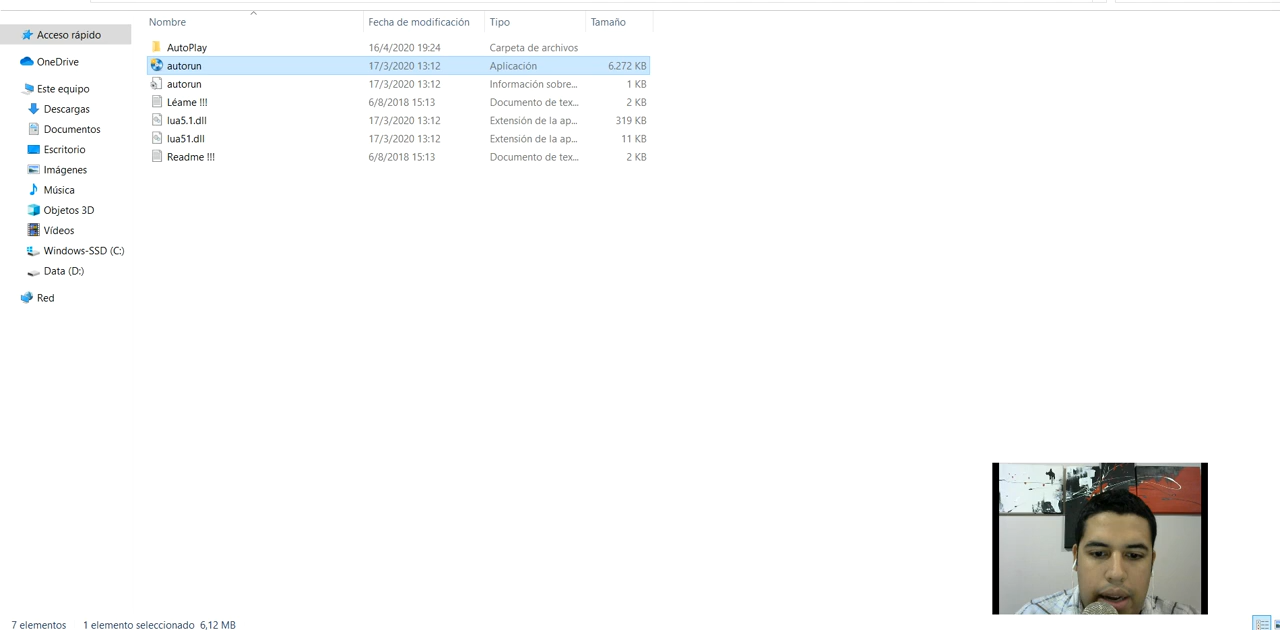 Nombre Fecha de modificación Tipo Tamaño
Acceso rápido
OneDrive
Este equipo
Descargas
Documentos
Escritorio
Imágenes
Música
Objetos 3D
Vídeos
Windows-SSD (C:)
Data (D:)
Red
AutoPlay 16/4/2020 19:24 Carpeta de archivos
autorun 17/3/2020 13:12 Aplicación 6.272 KB
autorun 17/3/2020 13:12 Información sobre... 1 KB
Léame !!! 6/8/2018 15:13 Documento de tex... 2 KB
lua5.1.dll 17/3/2020 13:12 Extensión de la ap... 319 KB
lua51.dll 17/3/2020 13:12 Extensión de la ap... 11 KB
Readme !!! 6/8/2018 15:13 Documento de tex... 2 KB
7 elementos 1 elemento seleccionado 6,12 MB